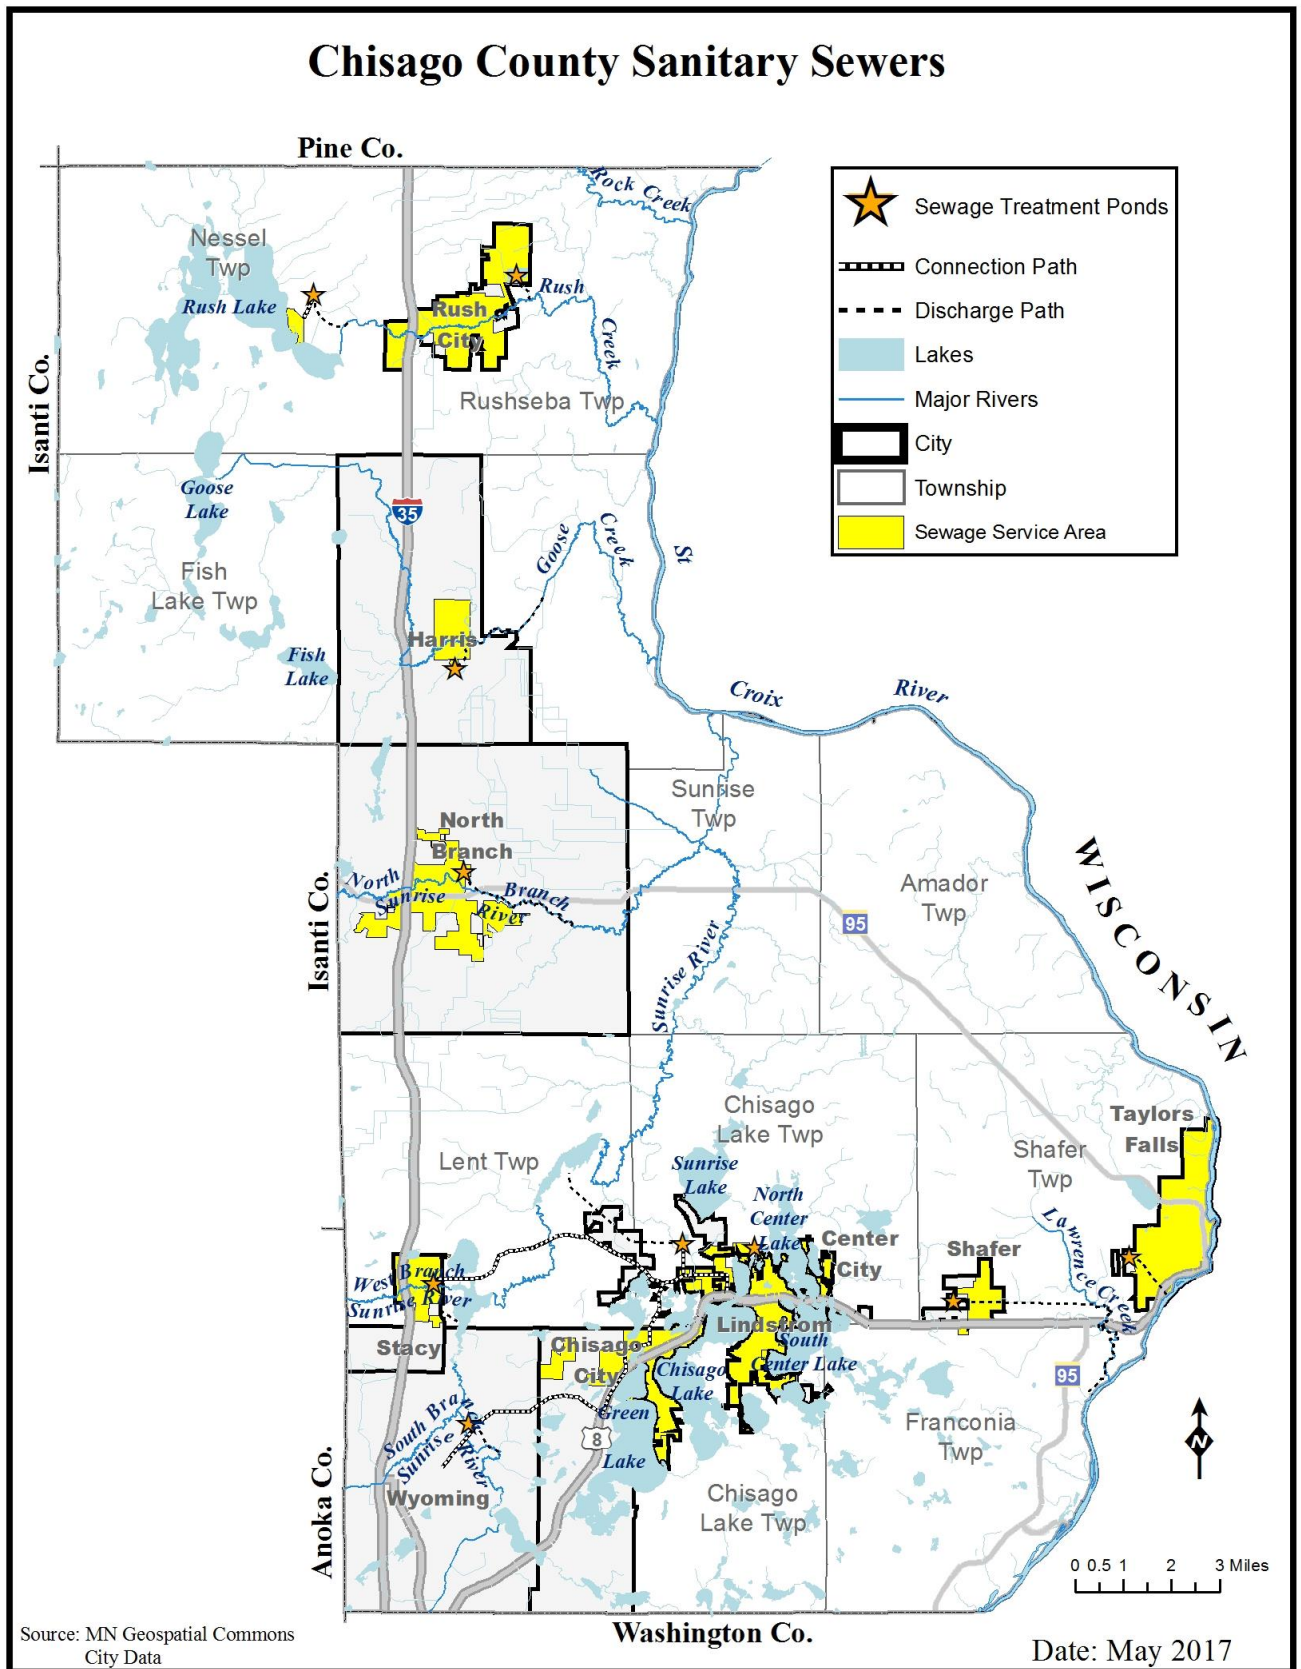 Chisago County Sanitary Sewers
Pine Co.
Rock Creek
Sewage Treatment Ponds
Connection Path
Discharge Path
Lakes
Major Rivers
City
Township
Sewage Service Area
Nessel
Twp
Rush Lake
Rush
City
Rush
Creek
Rushseba Twp
Isanti Co.
Goose
Lake
35
Goose
Creek
St
Fish
Lake Twp
Harris
Fish
Lake
Croix
River
Sunrise
Twp
North
Branch
North
Branch
Sunrise
River
Isanti Co.
Amador
Twp
95
WISCONSIN
Sunrise River
Chisago
Lake Twp
Taylors
Falls
Lent Twp
Shafer
Twp
Sunrise
Lake
North
Center
Lake
Center
City
Shafer
Lawrence Creek
West Branch
Sunrise River
Stacy
Lindstrom
South
Center Lake
Chisago
City
Chisago
Lake
95
Green
Lake
8
Franconia
Twp
South Branch
Sunrise River
Wyoming
Chisago
Lake Twp
N
Anoka Co.
0 0.5 1 2 3 Miles
Washington Co.
Source: MN Geospatial Commons
City Data
Date: May 2017